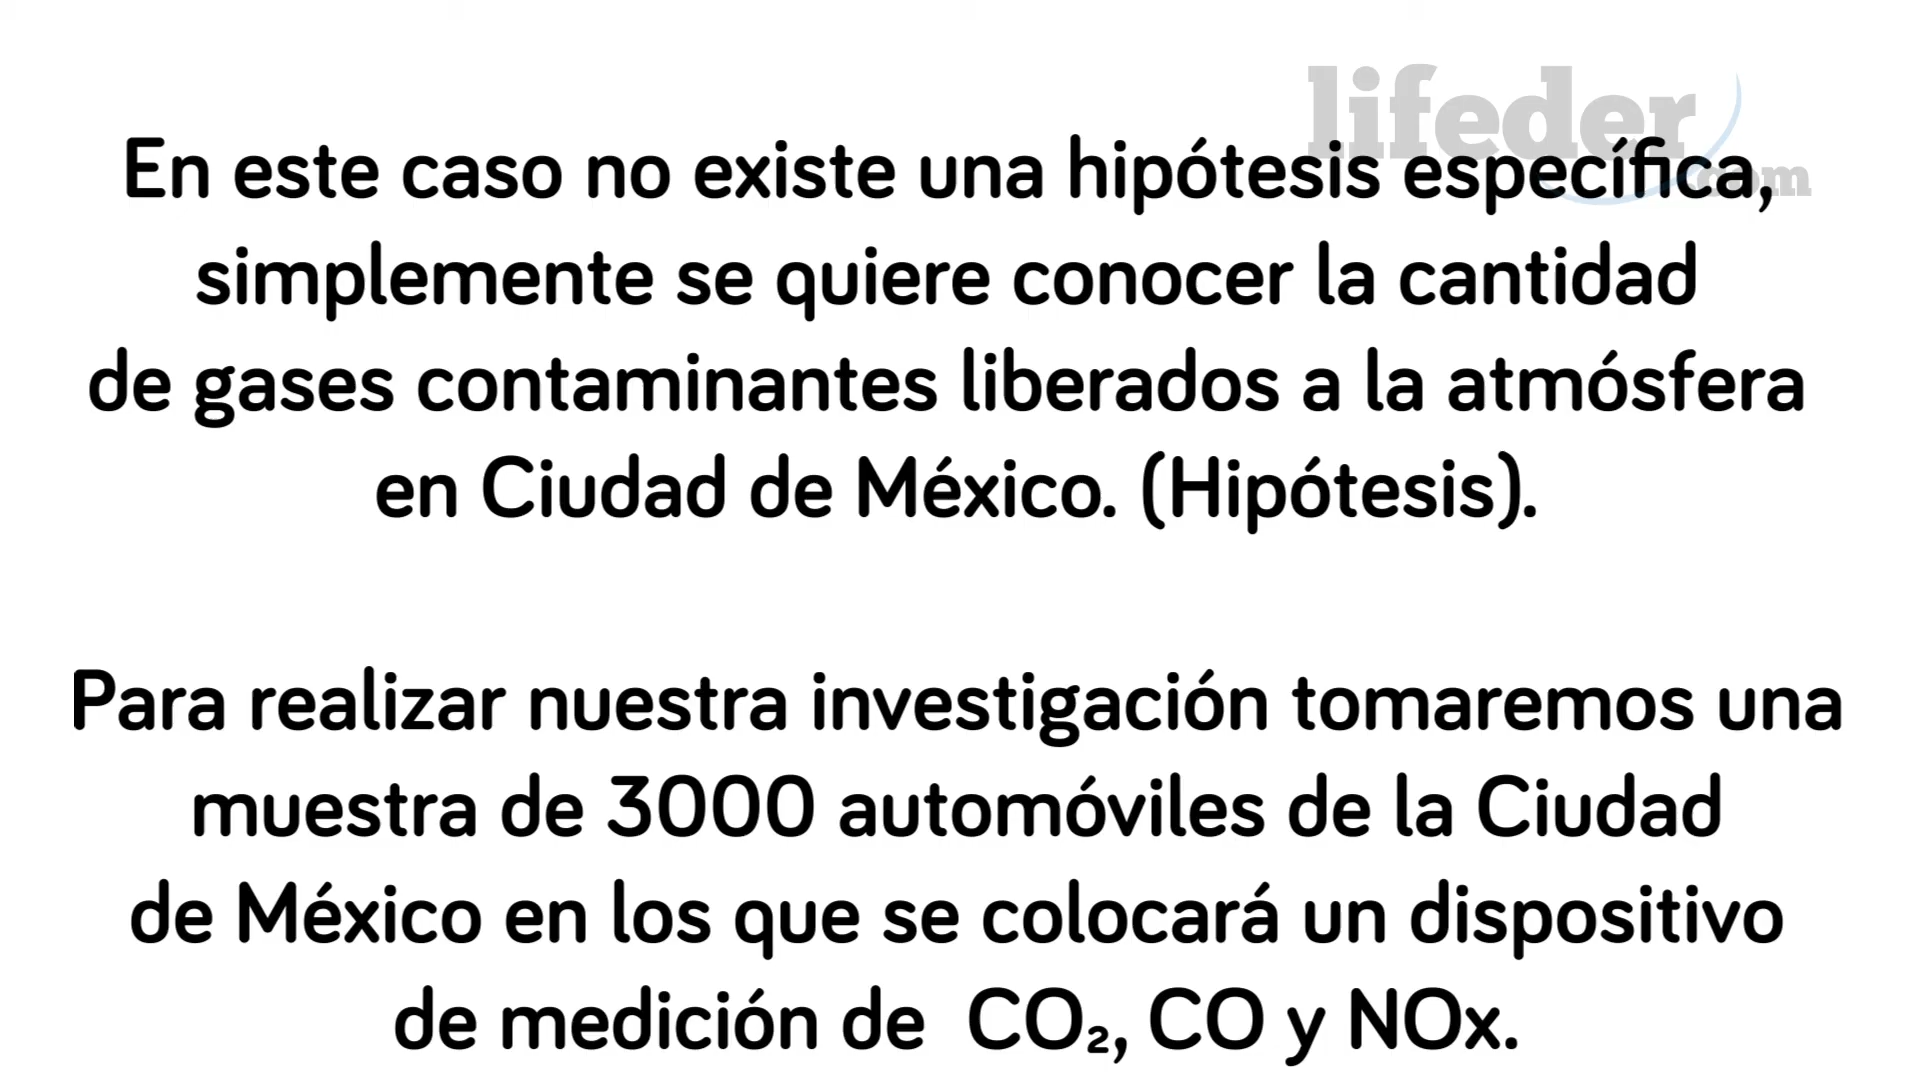 lifeder
.com
En este caso no existe una hipótesis específica,
simplemente se quiere conocer la cantidad
de gases contaminantes liberados a la atmósfera
en Ciudad de México. (Hipótesis).
Para realizar nuestra investigación tomaremos una
muestra de 3000 automóviles de la Ciudad
de México en los que se colocará un dispositivo
de medición de CO₂, CO y NOx.